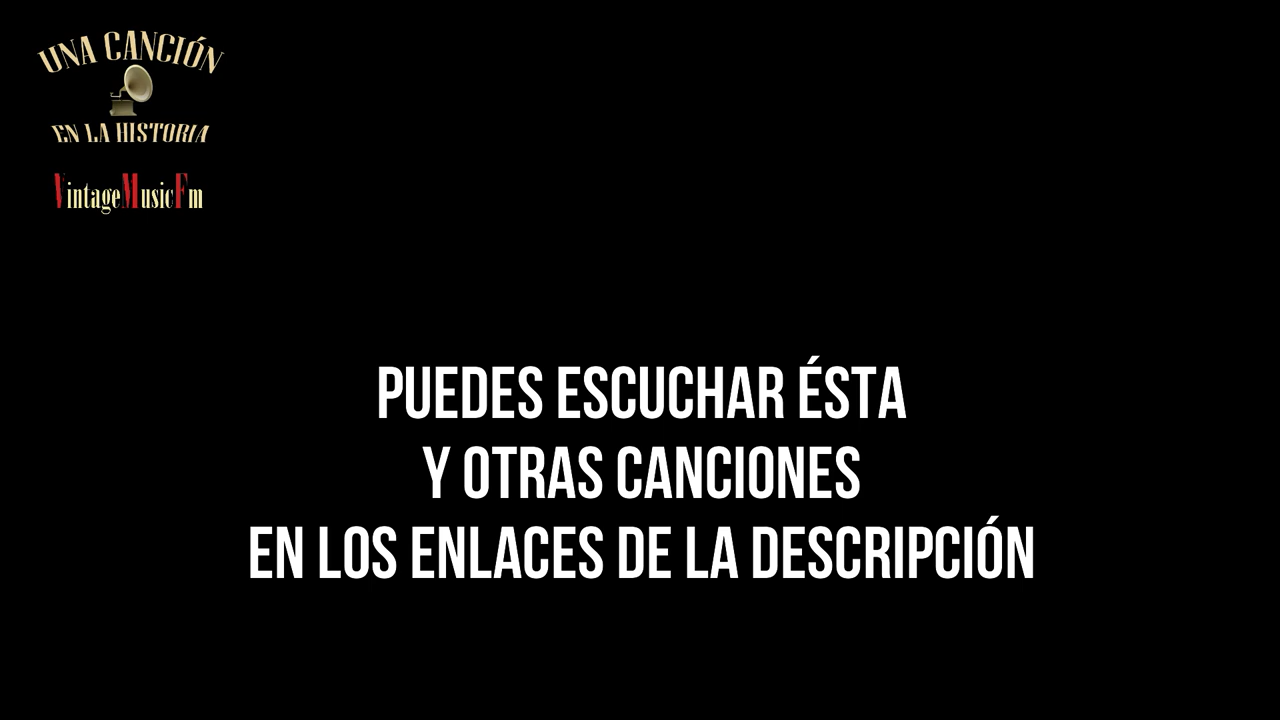 UNA CANCIÓN
EN LA HISTORIA
VintageMusicFm
PUEDES ESCUCHAR ÉSTA
Y OTRAS CANCIONES
EN LOS ENLACES DE LA DESCRIPCIÓN